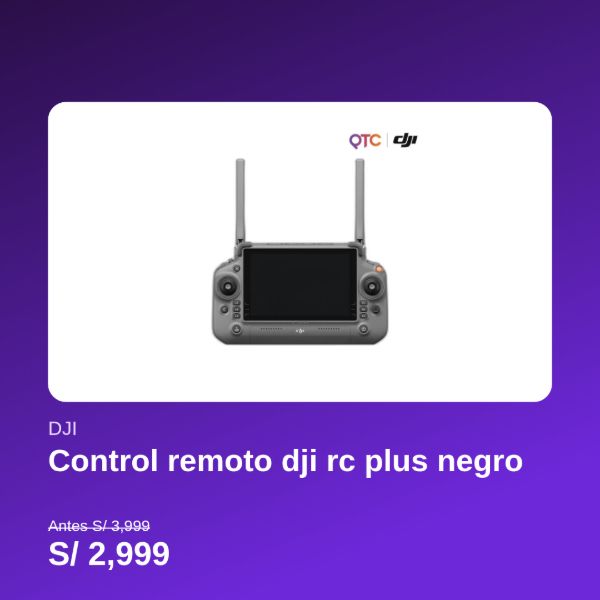 QTC dji
DJI
Control remoto dji rc plus negro
Antes S/ 3,999
S/ 2,999